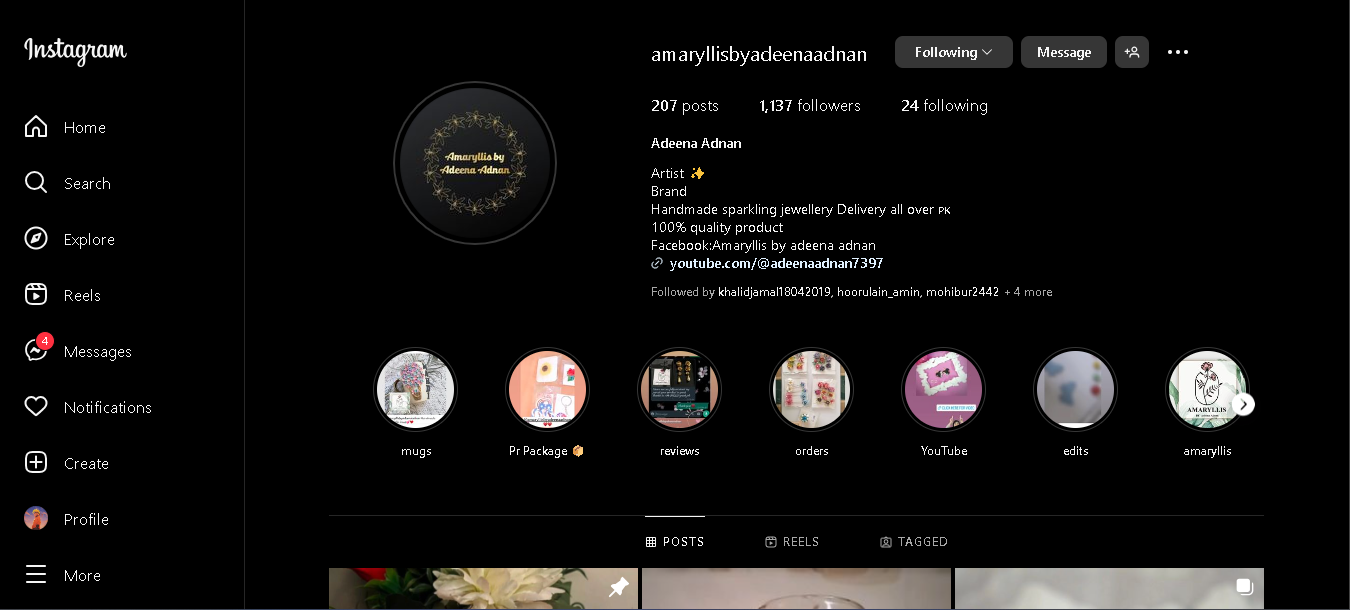 Instagram
Home
Search
Explore
Reels
4
Messages
Notifications
Create
Profile
More
amaryllisbyadeenaadnan
Following
Message
207 posts
1,137 followers
24 following
Amaryllis by
Adeena Adnan
Adeena Adnan
Artist ✨
Brand
Handmade sparkling jewellery Delivery all over PK
100% quality product
Facebook:Amaryllis by adeena adnan
youtube.com/@adeenaadnan7397
Followed by khalidjamal18042019, hoorulain_amin, mohibur2442 + 4 more
AMARYLLIS
mugs
Pr Package 📦
reviews
orders
YouTube
edits
amaryllis
POSTS
REELS
TAGGED